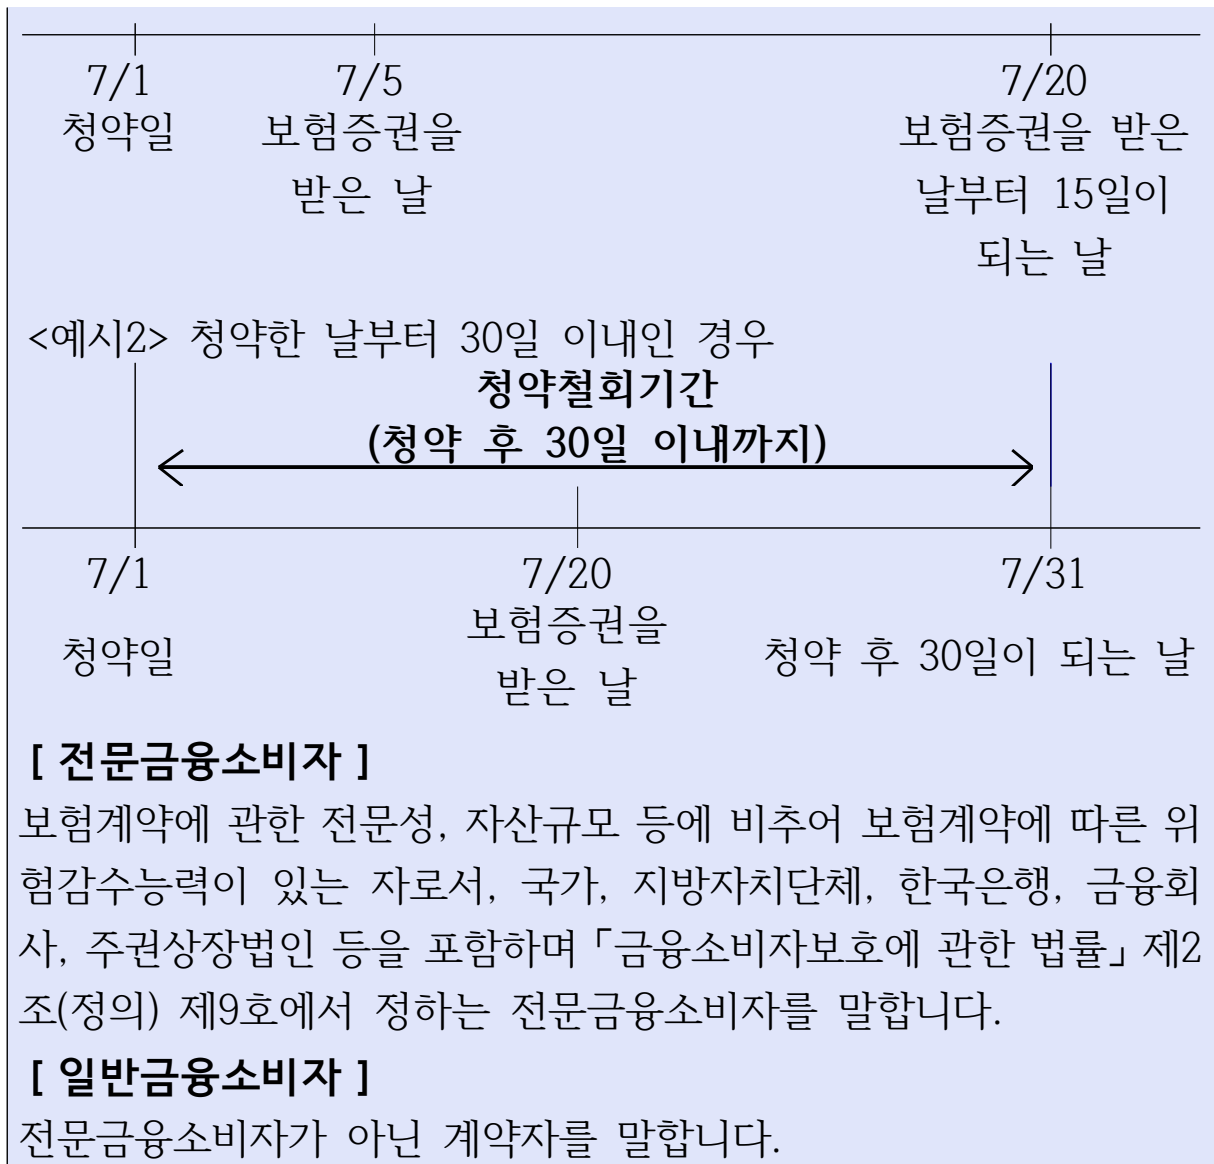 7/1 7/5 7/20
청약일 보험증권을 보험증권을 받은
받은 날 날부터 15일이
되는 날
<예시2> 청약한 날부터 30일 이내인 경우
청약철회기간
(청약 후 30일 이내까지)
7/1 7/20 7/31
보험증권을
청약일 청약 후 30일이 되는 날
받은 날
[ 전문금융소비자 ]
보험계약에 관한 전문성, 자산규모 등에 비추어 보험계약에 따른 위
험감수능력이 있는 자로서, 국가, 지방자치단체, 한국은행, 금융회
사, 주권상장법인 등을 포함하며 「금융소비자보호에 관한 법률」 제2
조(정의) 제9호에서 정하는 전문금융소비자를 말합니다.
[ 일반금융소비자 ]
전문금융소비자가 아닌 계약자를 말합니다.